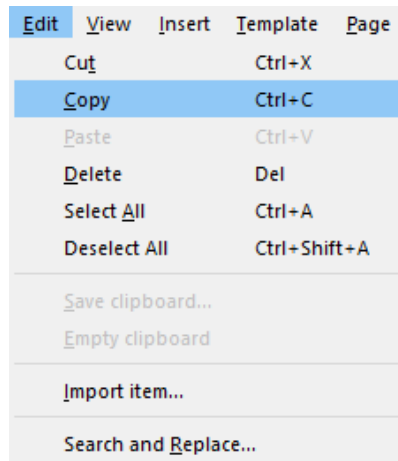 Edit View Insert Template Page
Cut Ctrl+X
Copy Ctrl+C
Paste Ctrl+V
Delete Del
Select All Ctrl+A
Deselect All Ctrl+Shift+A
Save clipboard...
Empty clipboard
Import item...
Search and Replace...